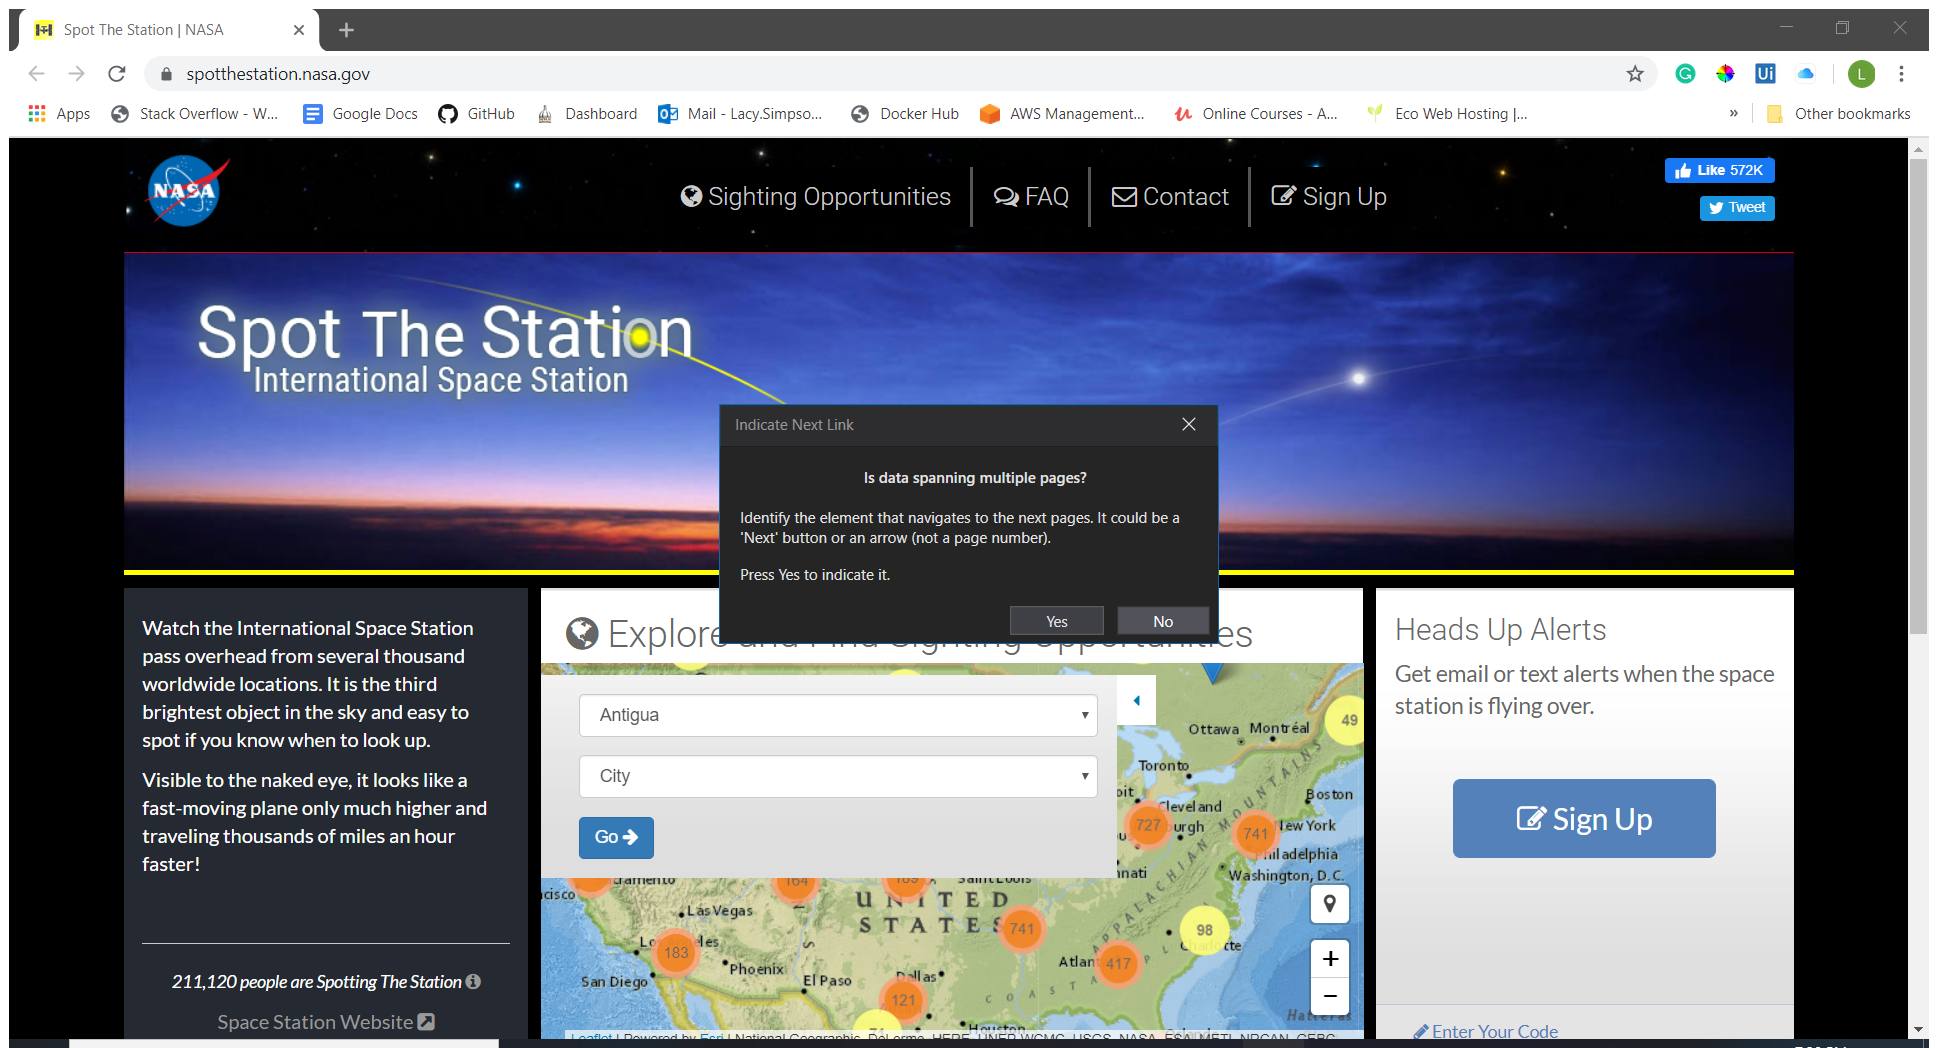 Spot The Station | NASA
spotthestation.nasa.gov
L
Apps
Stack Overflow - W...
Google Docs
GitHub
Dashboard
Mail - Lacy.Simpso...
Docker Hub
AWS Management...
Online Courses - A...
Eco Web Hosting |...
»
Other bookmarks
NASA
Sighting Opportunities
FAQ
Contact
Sign Up
Like 572K
Tweet
Spot The Station
International Space Station
Indicate Next Link
Is data spanning multiple pages?
Identify the element that navigates to the next pages. It could be a
'Next' button or an arrow (not a page number).
Press Yes to indicate it.
Yes
No
Watch the International Space Station
pass overhead from several thousand
worldwide locations. It is the third
brightest object in the sky and easy to
spot if you know when to look up.
Visible to the naked eye, it looks like a
fast-moving plane only much higher and
traveling thousands of miles an hour
faster!
211,120 people are Spotting The Station
Space Station Website
Explore and Find Sighting Opportunities
Antigua
City
Go
49
Ottawa
Montréal
Toronto
Boston
Cleveland
727
741
New York
Philadelphia
Washington, D.C.
APPALACHIAN MOUNTAINS
164
169
Saint Louis
Las Vegas
UNITED
STATES
741
98
Charlotte
183
Phoenix
San Diego
El Paso
Dallas
121
417
Houston
+
−
Leaflet | Powered by Esri | National Geographic, DeLorme, HERE, UNEP-WCMC, USGS, NASA, ESA, METI, NRCAN, GEBC
Heads Up Alerts
Get email or text alerts when the space
station is flying over.
Sign Up
Enter Your Code